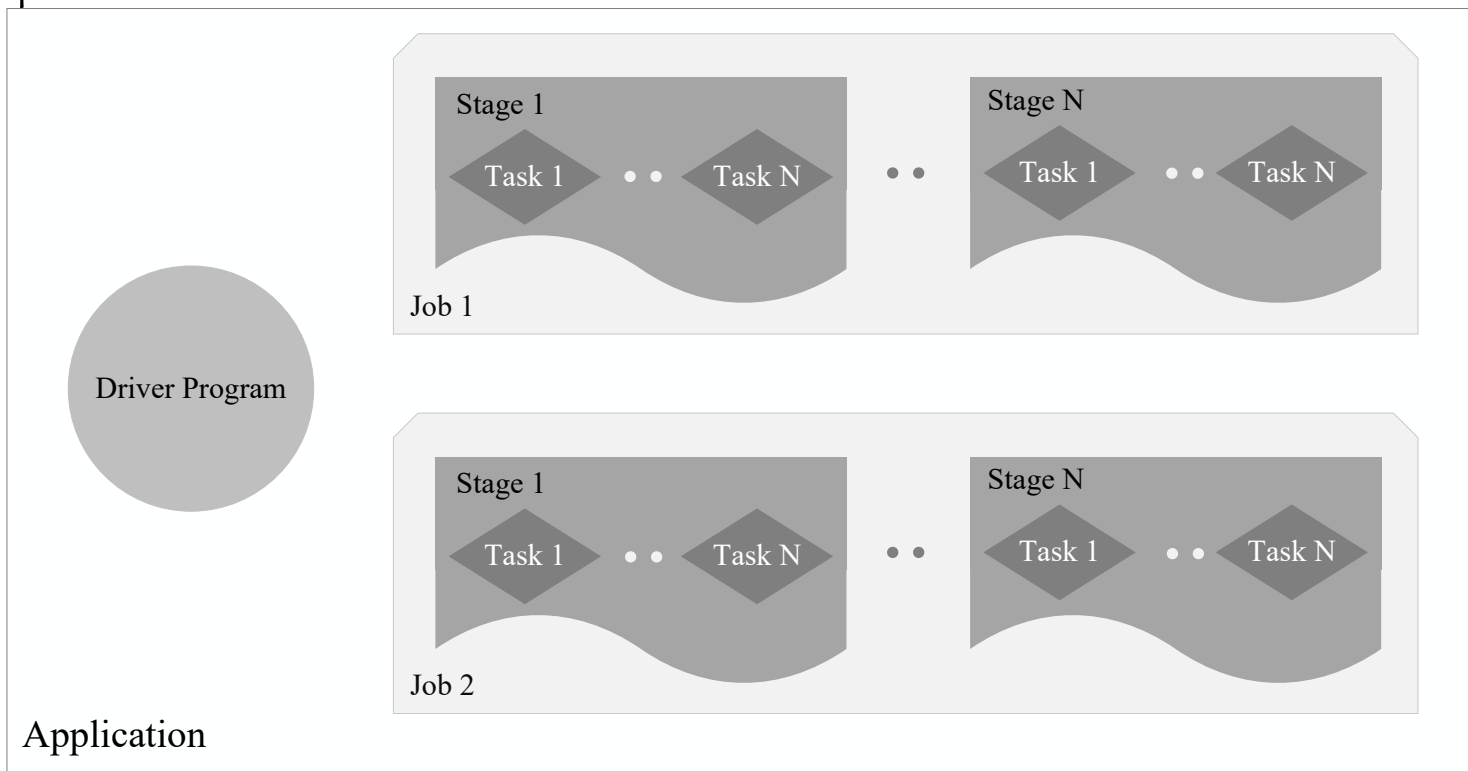 Stage 1
Stage N
Task 1
Task N
Task 1
Task N
Job 1
Driver Program
Stage 1
Stage N
Task 1
Task N
Task 1
Task N
Job 2
Application